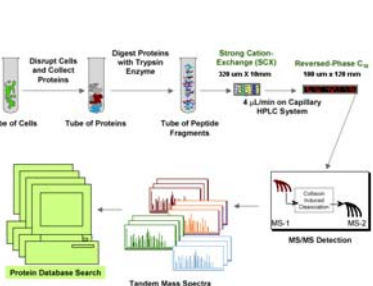 Disrupt Cells
and Collect
Proteins
Digest Proteins
with Trypsin
Enzyme
Strong Cation-
Exchange (SCX)
320 um X 10mm
Reversed-Phase C18
100 um x 120 mm
4 µL/min on Capillary
HPLC System
be of Cells
Tube of Proteins
Tube of Peptide
Fragments
Collision
Induced
Dissociation
MS-1
MS-2
MS/MS Detection
Protein Database Search
Tandem Mass Spectra